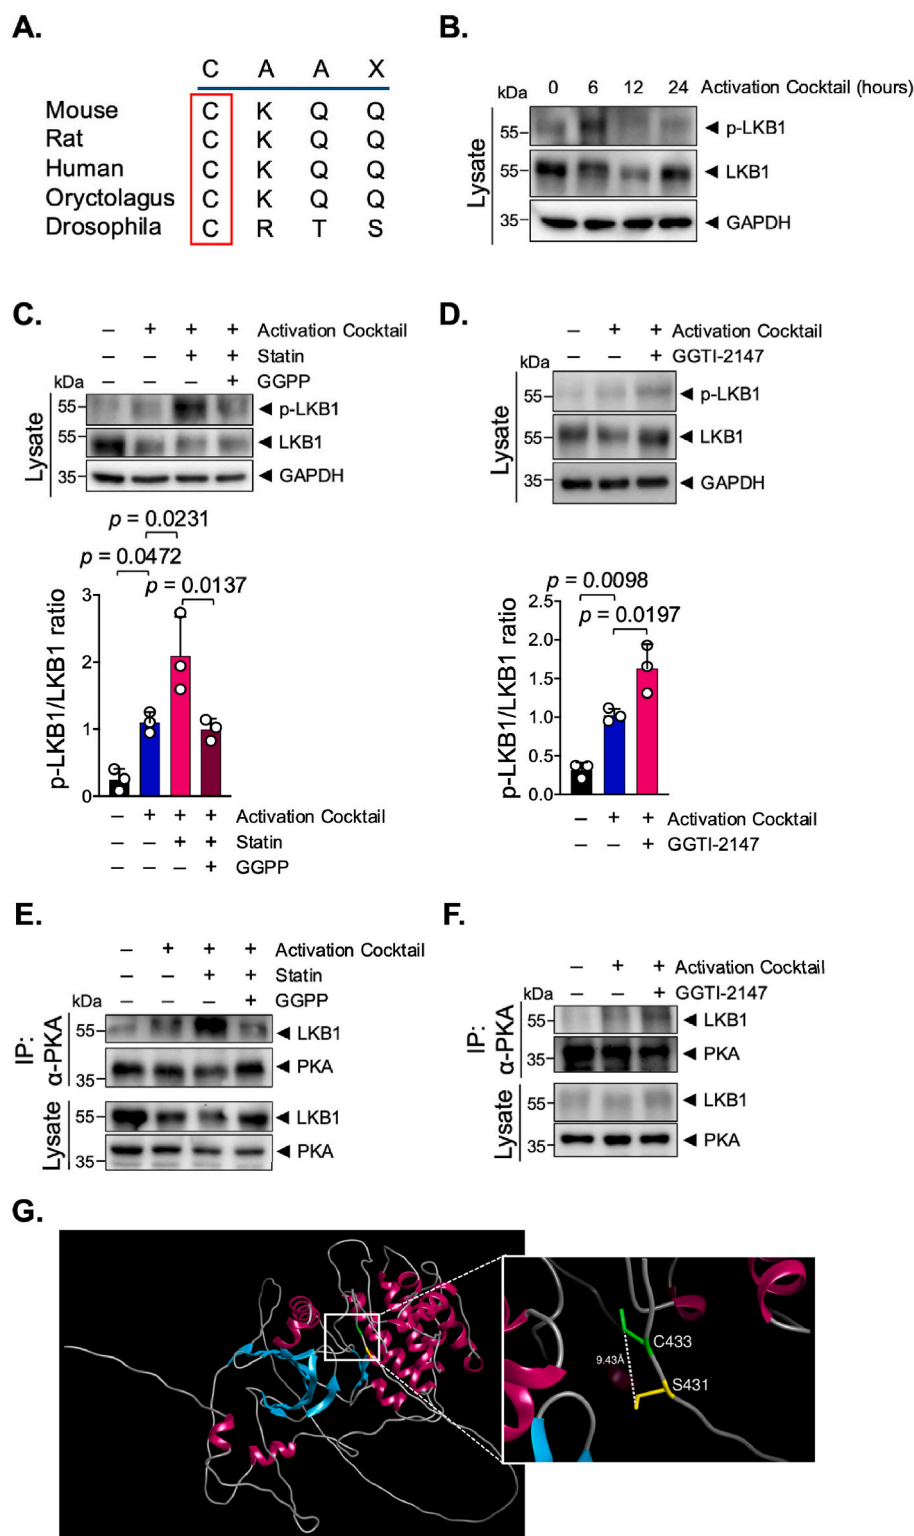 A.
C A A X
Mouse C K Q Q
Rat C K Q Q
Human C K Q Q
Oryctolagus C K Q Q
Drosophila C R T S
B.
kDa 0 6 12 24 Activation Cocktail (hours)
55 p-LKB1
55 LKB1
35 GAPDH
Lysate
C.
– + + + Activation Cocktail
– – + + Statin
– – – + GGPP
kDa
55 p-LKB1
55 LKB1
35 GAPDH
Lysate
p = 0.0231
p = 0.0472
p = 0.0137
3
2
1
0
p-LKB1/LKB1 ratio
– + + + Activation Cocktail
– – + + Statin
– – – + GGPP
D.
– + + Activation Cocktail
– – + GGTI-2147
kDa
55 p-LKB1
55 LKB1
35 GAPDH
Lysate
p = 0.0098
p = 0.0197
2.5
2.0
1.5
1.0
0.5
0.0
p-LKB1/LKB1 ratio
– + + Activation Cocktail
– – + GGTI-2147
E.
– + + + Activation Cocktail
– – + + Statin
– – – + GGPP
kDa
55 LKB1
35 PKA
IP:
α-PKA
55 LKB1
35 PKA
Lysate
F.
– + + Activation Cocktail
– – + GGTI-2147
kDa
55 LKB1
35 PKA
IP:
α-PKA
55 LKB1
35 PKA
Lysate
G.
C433
9.43Å
S431